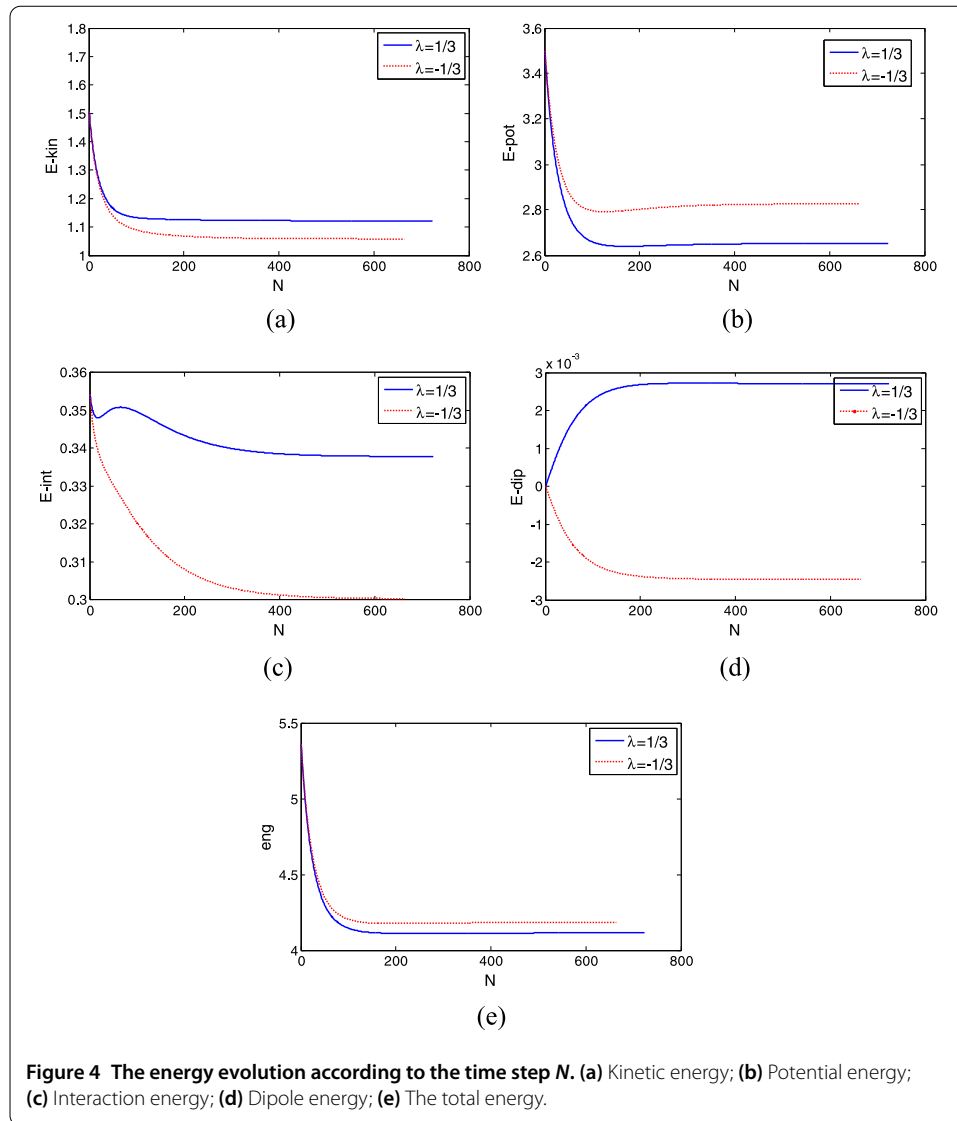 1.8
1.7
1.6
1.5
1.4
1.3
1.2
1.1
1
E-kin
0 200 400 600 800
N
λ=1/3
λ=-1/3
(a)
3.6
3.4
3.2
3
2.8
2.6
E-pot
0 200 400 600 800
N
λ=1/3
λ=-1/3
(b)
0.36
0.35
0.34
0.33
0.32
0.31
0.3
E-int
0 200 400 600 800
N
λ=1/3
λ=-1/3
(c)
x 10⁻³
3
2
1
0
-1
-2
-3
E-dip
0 200 400 600 800
N
λ=1/3
λ=-1/3
(d)
5.5
5
4.5
4
eng
0 200 400 600 800
N
λ=1/3
λ=-1/3
(e)
Figure 4 The energy evolution according to the time step N. (a) Kinetic energy; (b) Potential energy;
(c) Interaction energy; (d) Dipole energy; (e) The total energy.